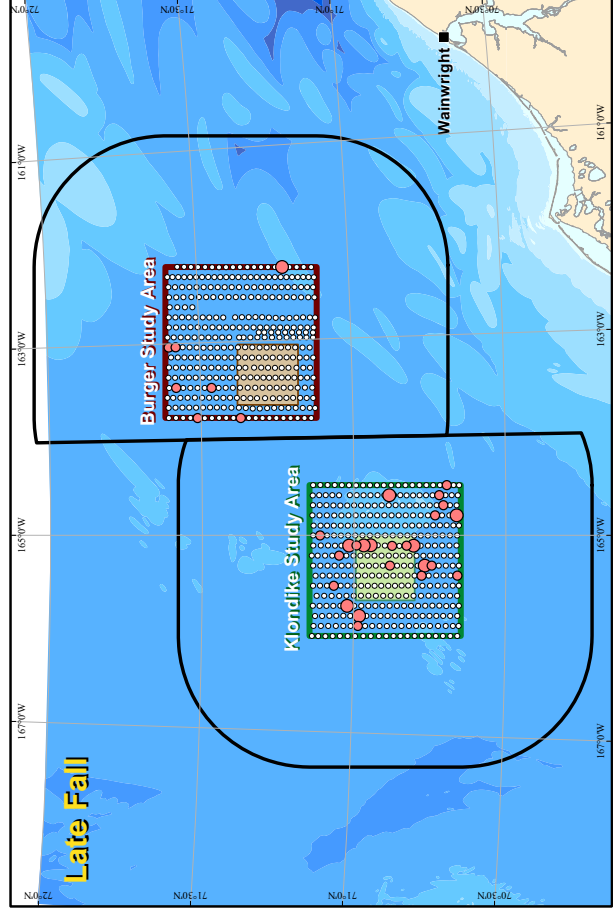 167°0'W
165°0'W
163°0'W
161°0'W
72°0'N
72°0'N
Late Fall
Burger Study Area
71°30'N
71°30'N
Klondike Study Area
71°0'N
71°0'N
Wainwright
70°30'N
70°30'N
167°0'W
165°0'W
163°0'W
161°0'W